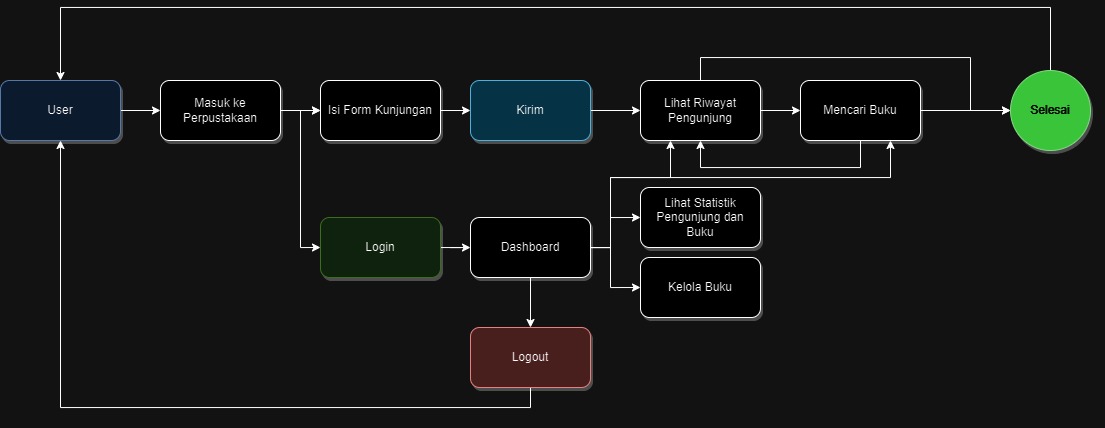 User
Masuk ke
Perpustakaan
Isi Form Kunjungan
Kirim
Lihat Riwayat
Pengunjung
Mencari Buku
Selesai
Login
Dashboard
Lihat Statistik
Pengunjung dan
Buku
Kelola Buku
Logout